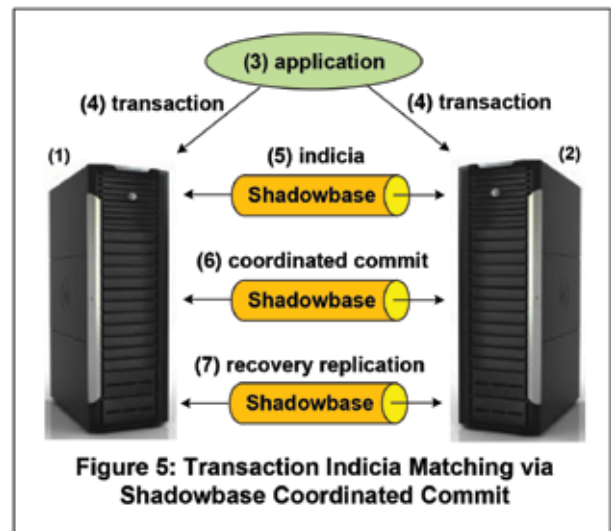 (3) application
(4) transaction
(4) transaction
(1)
(5) indicia
(2)
Shadowbase
(6) coordinated commit
Shadowbase
(7) recovery replication
Shadowbase
Figure 5: Transaction Indicia Matching via
Shadowbase Coordinated Commit